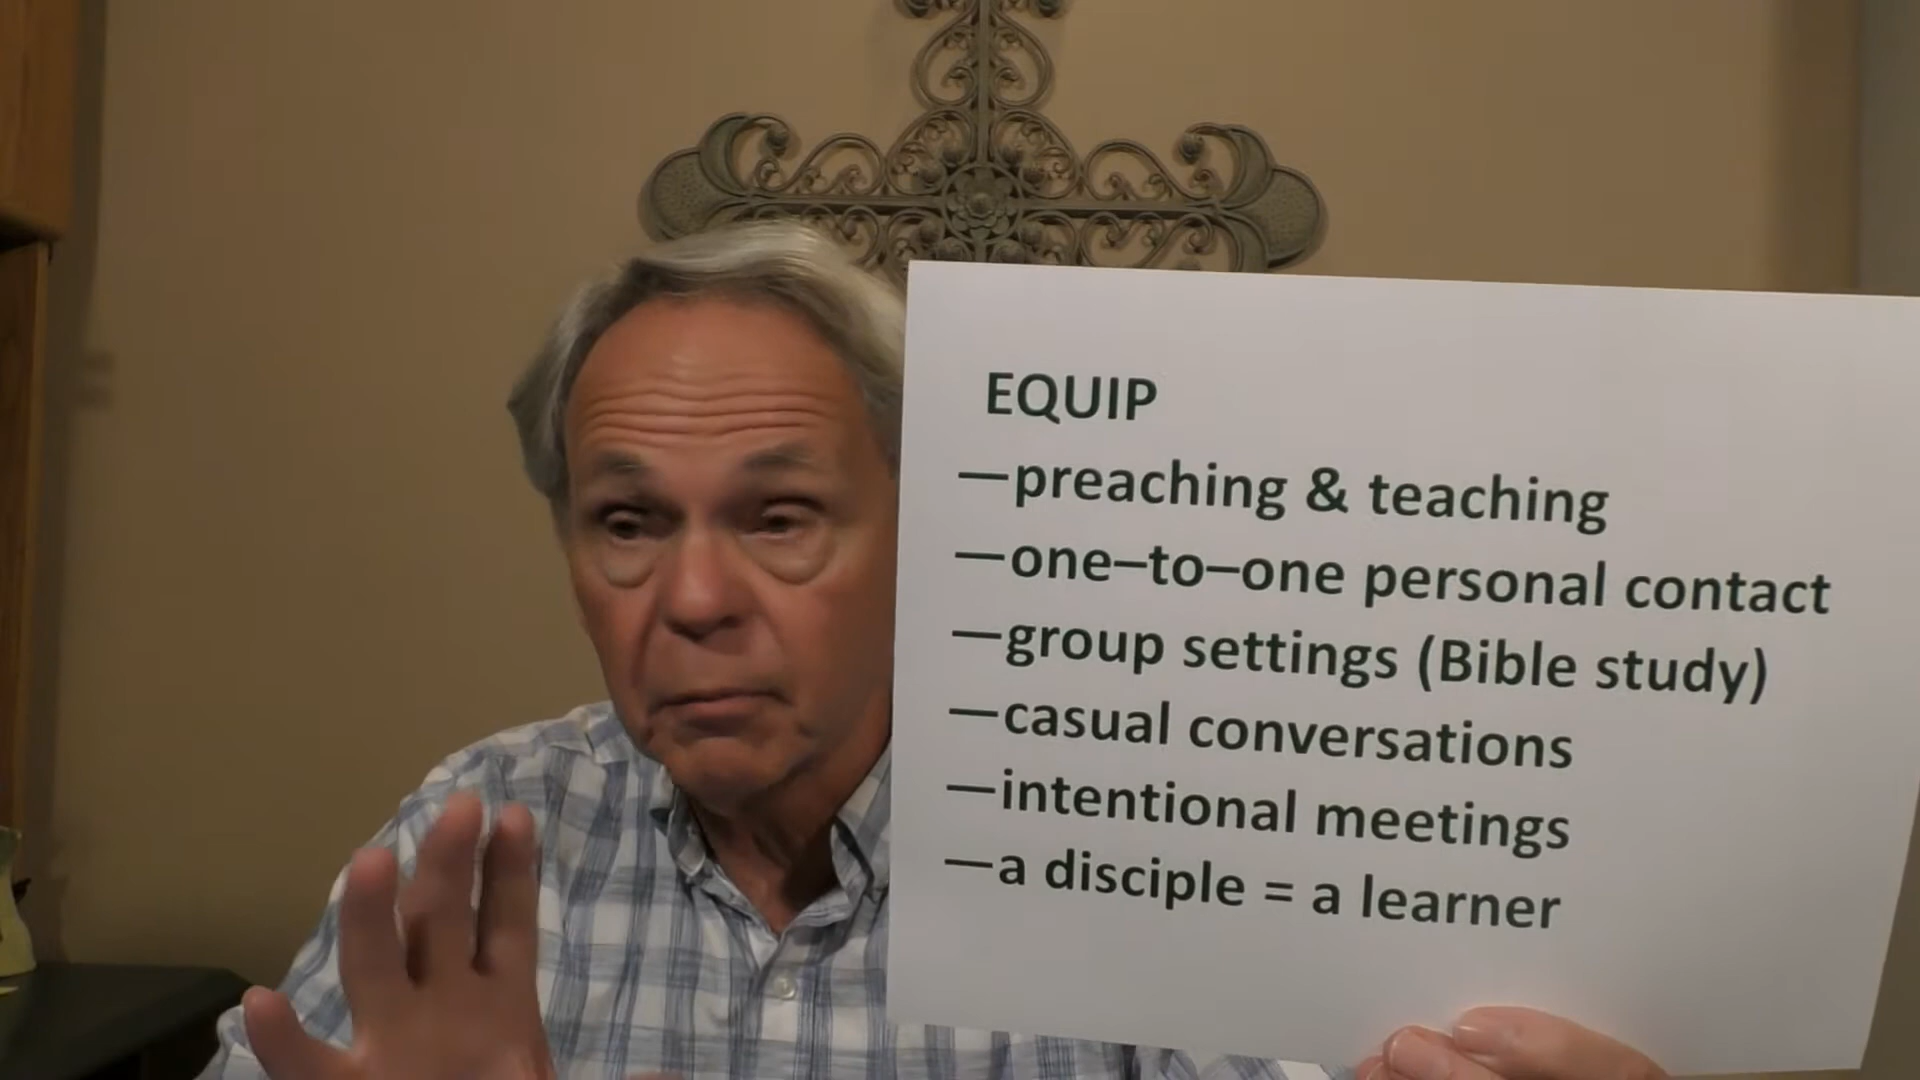 EQUIP
—preaching & teaching
—one–to–one personal contact
—group settings (Bible study)
—casual conversations
—intentional meetings
—a disciple = a learner